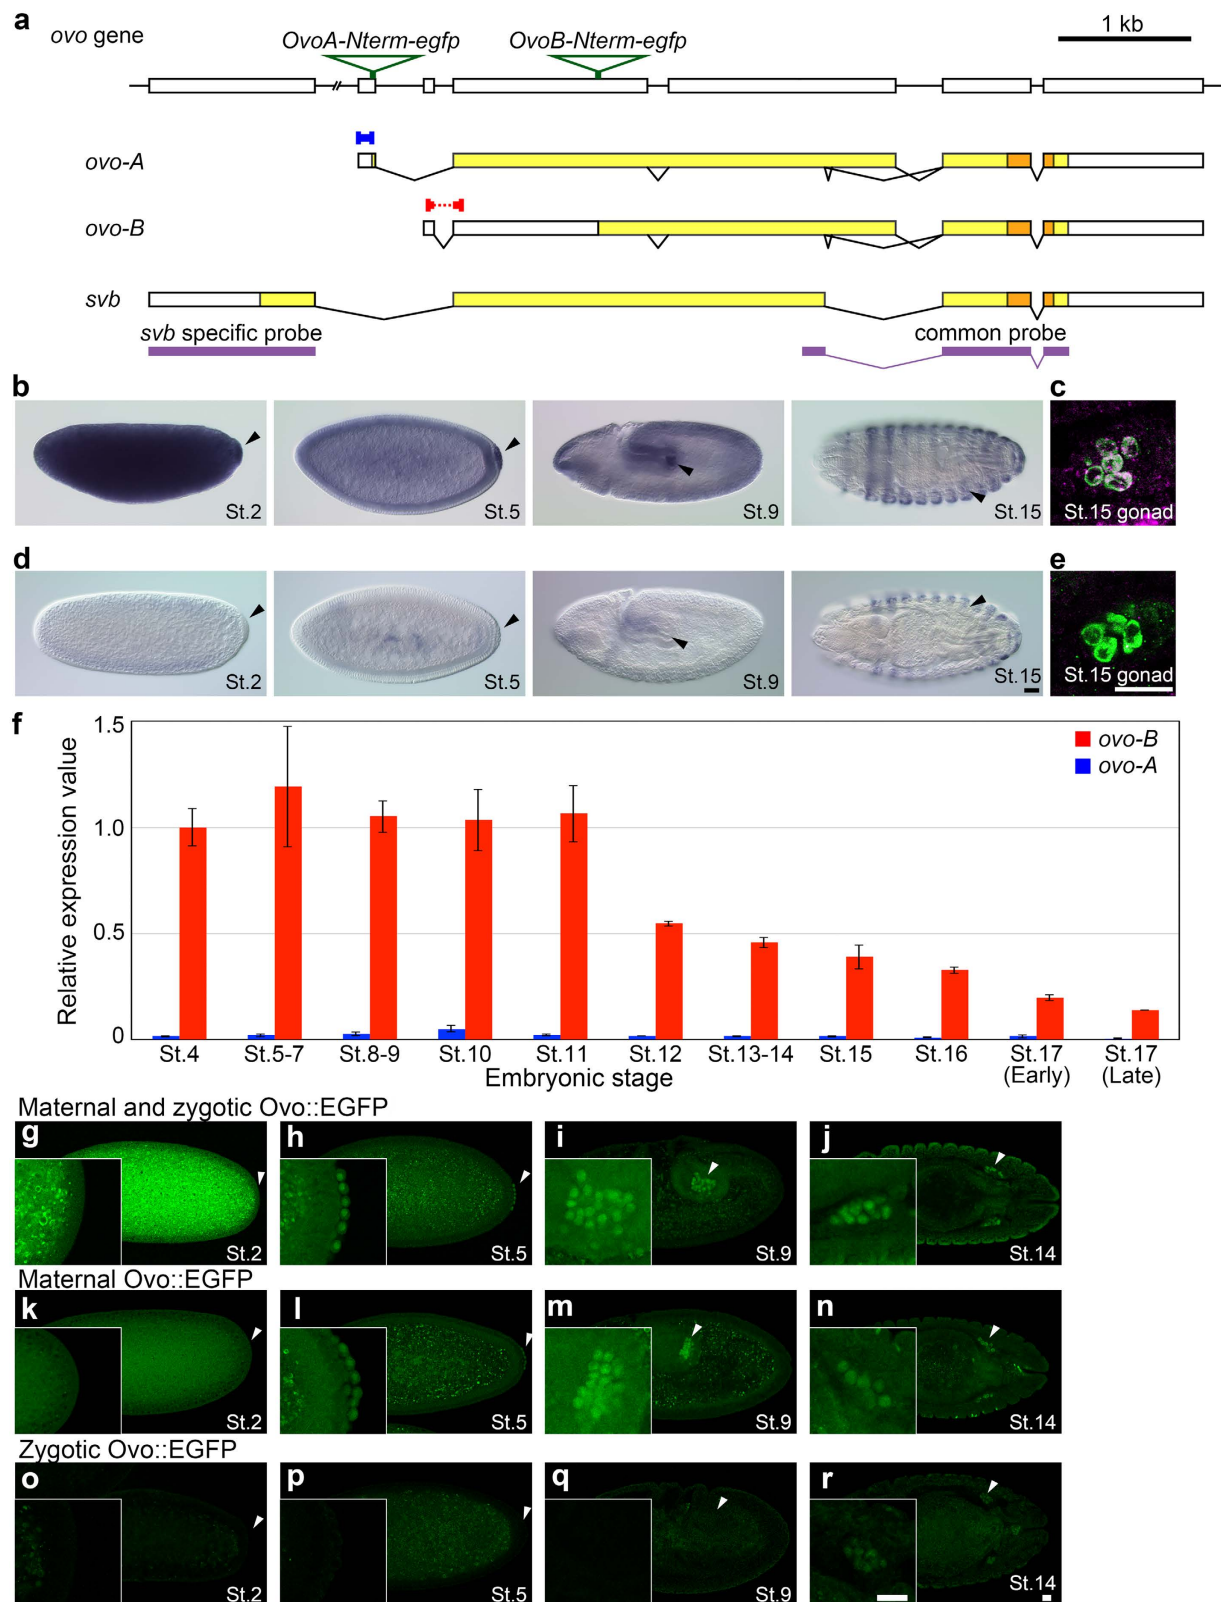 a
ovo gene
OvoA-Nterm-egfp
OvoB-Nterm-egfp
1 kb
ovo-A
ovo-B
svb
svb specific probe
common probe
b
c
St.2
St.5
St.9
St.15
St.15 gonad
d
e
St.2
St.5
St.9
St.15
St.15 gonad
f
Relative expression value
1.5
1.0
0.5
0
ovo-B
ovo-A
St.4
St.5-7
St.8-9
St.10
St.11
St.12
St.13-14
St.15
St.16
St.17
(Early)
St.17
(Late)
Embryonic stage
Maternal and zygotic Ovo::EGFP
g
h
i
j
St.2
St.5
St.9
St.14
Maternal Ovo::EGFP
k
l
m
n
St.2
St.5
St.9
St.14
Zygotic Ovo::EGFP
o
p
q
r
St.2
St.5
St.9
St.14